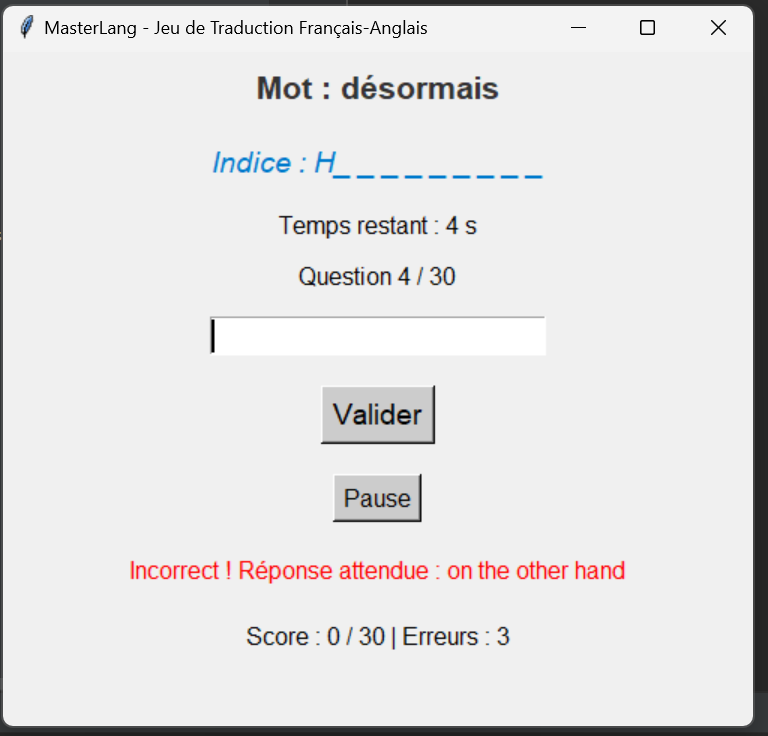 MasterLang - Jeu de Traduction Français-Anglais
Mot : désormais
Indice : H_ _ _ _ _ _ _ _ _
Temps restant : 4 s
Question 4 / 30
Valider
Pause
Incorrect ! Réponse attendue : on the other hand
Score : 0 / 30 | Erreurs : 3